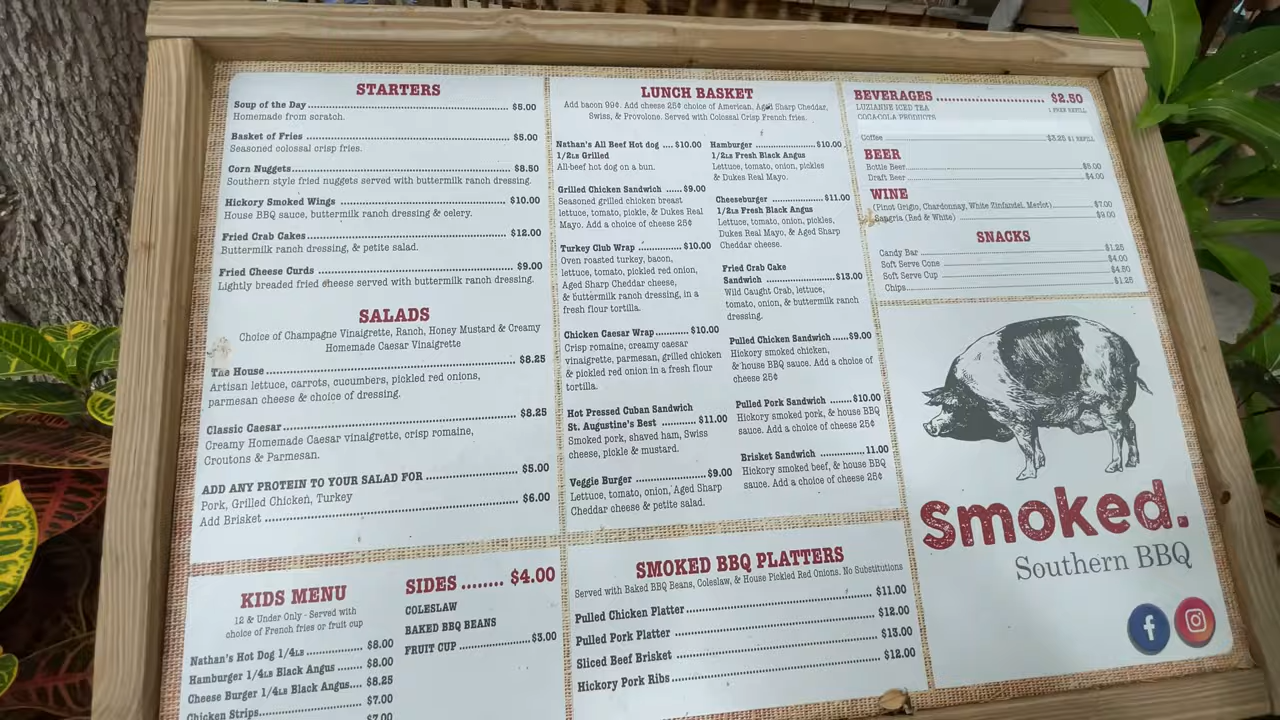 STARTERS
Soup of the Day $5.00
Homemade from scratch.
Basket of Fries $5.00
Seasoned colossal crisp fries.
Corn Nuggets $8.50
Southern style fried nuggets served with buttermilk ranch dressing.
Hickory Smoked Wings $10.00
House BBQ sauce, buttermilk ranch dressing & celery.
Fried Crab Cakes $12.00
Buttermilk ranch dressing, & petite salad.
Fried Cheese Curds $9.00
Lightly breaded fried cheese served with buttermilk ranch dressing.
SALADS
Choice of Champagne Vinaigrette, Ranch, Honey Mustard & Creamy
Homemade Caesar Vinaigrette
The House $8.25
Artisan lettuce, carrots, cucumbers, pickled red onions,
parmesan cheese & choice of dressing.
Classic Caesar $8.25
Creamy Homemade Caesar vinaigrette, crisp romaine,
Croutons & Parmesan.
ADD ANY PROTEIN TO YOUR SALAD FOR $5.00
Pork, Grilled Chicken, Turkey
Add Brisket $6.00
KIDS MENU
12 & Under Only - Served with
choice of French fries or fruit cup
Nathan's Hot Dog 1/4LB $8.00
Hamburger 1/4LB Black Angus $8.00
Cheese Burger 1/4LB Black Angus $8.25
Chicken Strips $7.00
$7.00
SIDES $4.00
COLESLAW
BAKED BBQ BEANS
FRUIT CUP $3.00
LUNCH BASKET
Add bacon 99¢. Add cheese 25¢ choice of American, Aged Sharp Cheddar,
Swiss, & Provolone. Served with Colossal Crisp French fries.
Nathan's All Beef Hot dog $10.00
1/2LB Grilled
All-beef hot dog on a bun.
Grilled Chicken Sandwich $9.00
Seasoned grilled chicken breast
lettuce, tomato, pickle, & Dukes Real
Mayo. Add a choice of cheese 25¢
Turkey Club Wrap $10.00
Oven roasted turkey, bacon,
lettuce, tomato, pickled red onion,
Aged Sharp Cheddar cheese,
& buttermilk ranch dressing, in a
fresh flour tortilla.
Chicken Caesar Wrap $10.00
Crisp romaine, creamy caesar
vinaigrette, parmesan, grilled chicken
& pickled red onion in a fresh flour
tortilla.
Hot Pressed Cuban Sandwich
St. Augustine's Best $11.00
Smoked pork, shaved ham, Swiss
cheese, pickle & mustard.
Veggie Burger $9.00
Lettuce, tomato, onion, Aged Sharp
Cheddar cheese & petite salad.
Hamburger $10.00
1/2LB Fresh Black Angus
Lettuce, tomato, onion, pickles
& Dukes Real Mayo.
Cheeseburger $11.00
1/2LB Fresh Black Angus
Lettuce, tomato, onion, pickles,
Dukes Real Mayo, & Aged Sharp
Cheddar cheese.
Fried Crab Cake
Sandwich $13.00
Wild Caught Crab, lettuce,
tomato, onion, & buttermilk ranch
dressing.
Pulled Chicken Sandwich $9.00
Hickory smoked chicken,
& house BBQ sauce. Add a choice of
cheese 25¢
Pulled Pork Sandwich $10.00
Hickory smoked pork, & house BBQ
sauce. Add a choice of cheese 25¢
Brisket Sandwich 11.00
Hickory smoked beef, & house BBQ
sauce. Add a choice of cheese 25¢
SMOKED BBQ PLATTERS
Served with Baked BBQ Beans, Coleslaw, & House Pickled Red Onions. No Substitutions
Pulled Chicken Platter $11.00
Pulled Pork Platter $12.00
Sliced Beef Brisket $13.00
Hickory Pork Ribs $12.00
BEVERAGES $2.50
LUZIANNE ICED TEA 1 FREE REFILL
COCA-COLA PRODUCTS
Coffee $3.25 $1 REFILL
BEER
Bottle Beer $5.00
Draft Beer $4.00
WINE
(Pinot Grigio, Chardonnay, White Zinfandel, Merlot) $7.00
Sangria (Red & White) $9.00
SNACKS
Candy Bar $1.25
Soft Serve Cone $4.00
Soft Serve Cup $4.50
Chips $1.25
smoked.
Southern BBQ